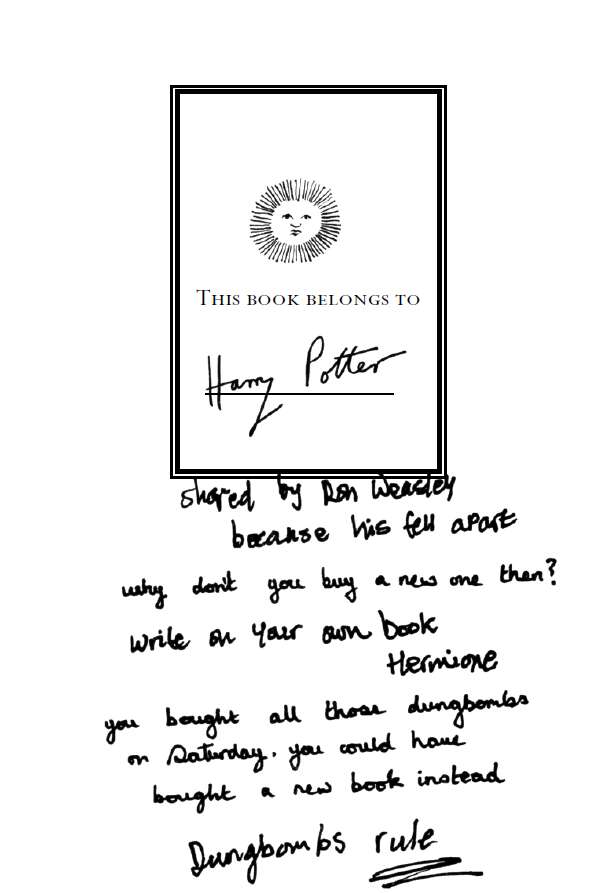 THIS BOOK BELONGS TO
Harry Potter
shared by Ron Weasley
because his fell apart
why don't you buy a new one then?
write on your own book
Hermione
you bought all those dungbombs
on Saturday. you could have
bought a new book instead
Dungbombs rule